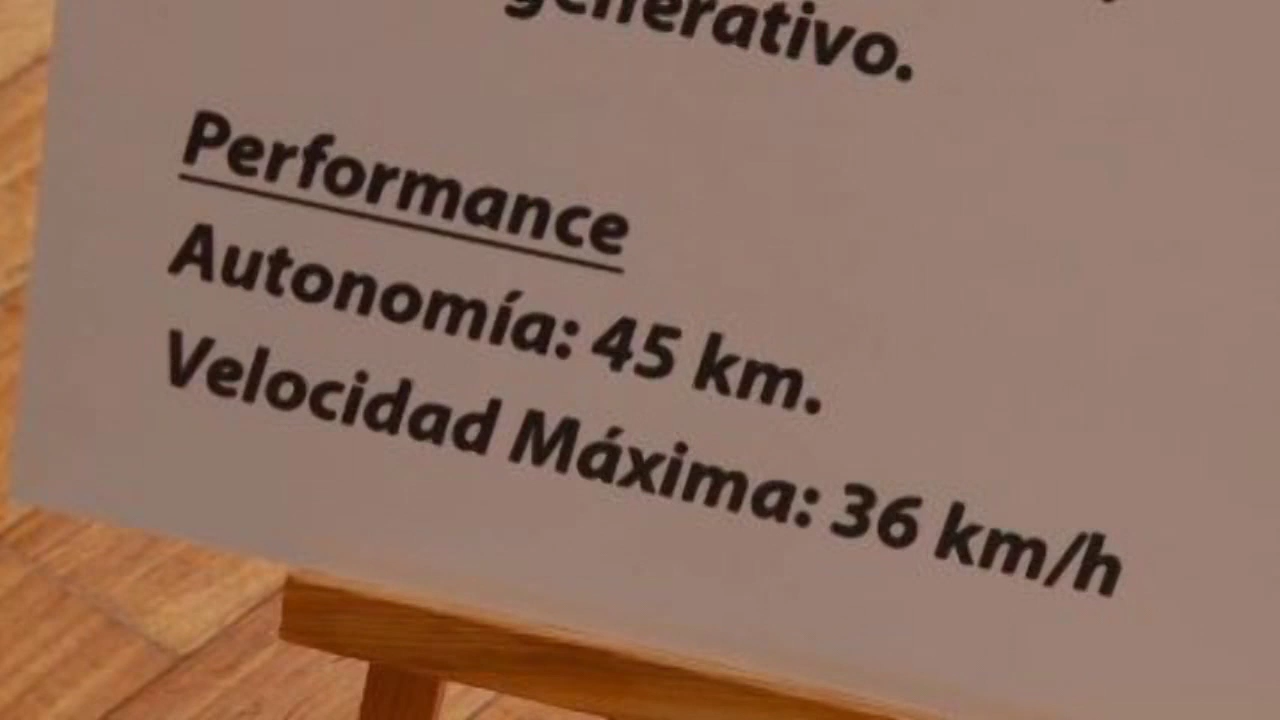 generativo.
Performance
Autonomía: 45 km.
Velocidad Máxima: 36 km/h